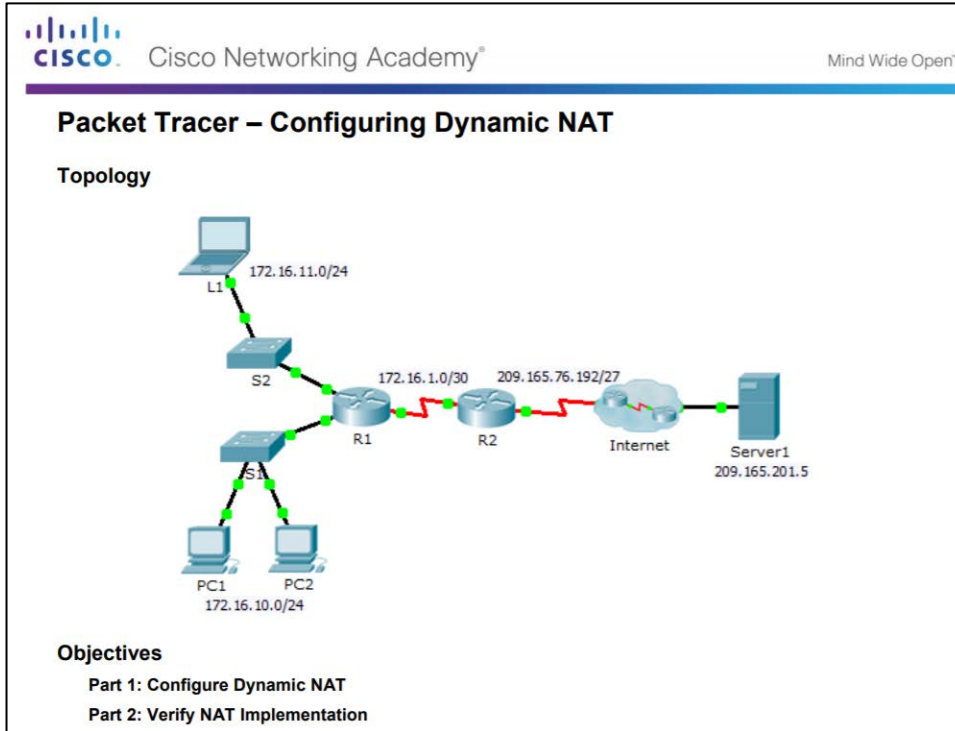 CISCO. Cisco Networking Academy® Mind Wide Open™
Packet Tracer – Configuring Dynamic NAT
Topology
172.16.11.0/24
L1
S2
172.16.1.0/30
209.165.76.192/27
R1
R2
Internet
Server1
209.165.201.5
S1
PC1
PC2
172.16.10.0/24
Objectives
Part 1: Configure Dynamic NAT
Part 2: Verify NAT Implementation